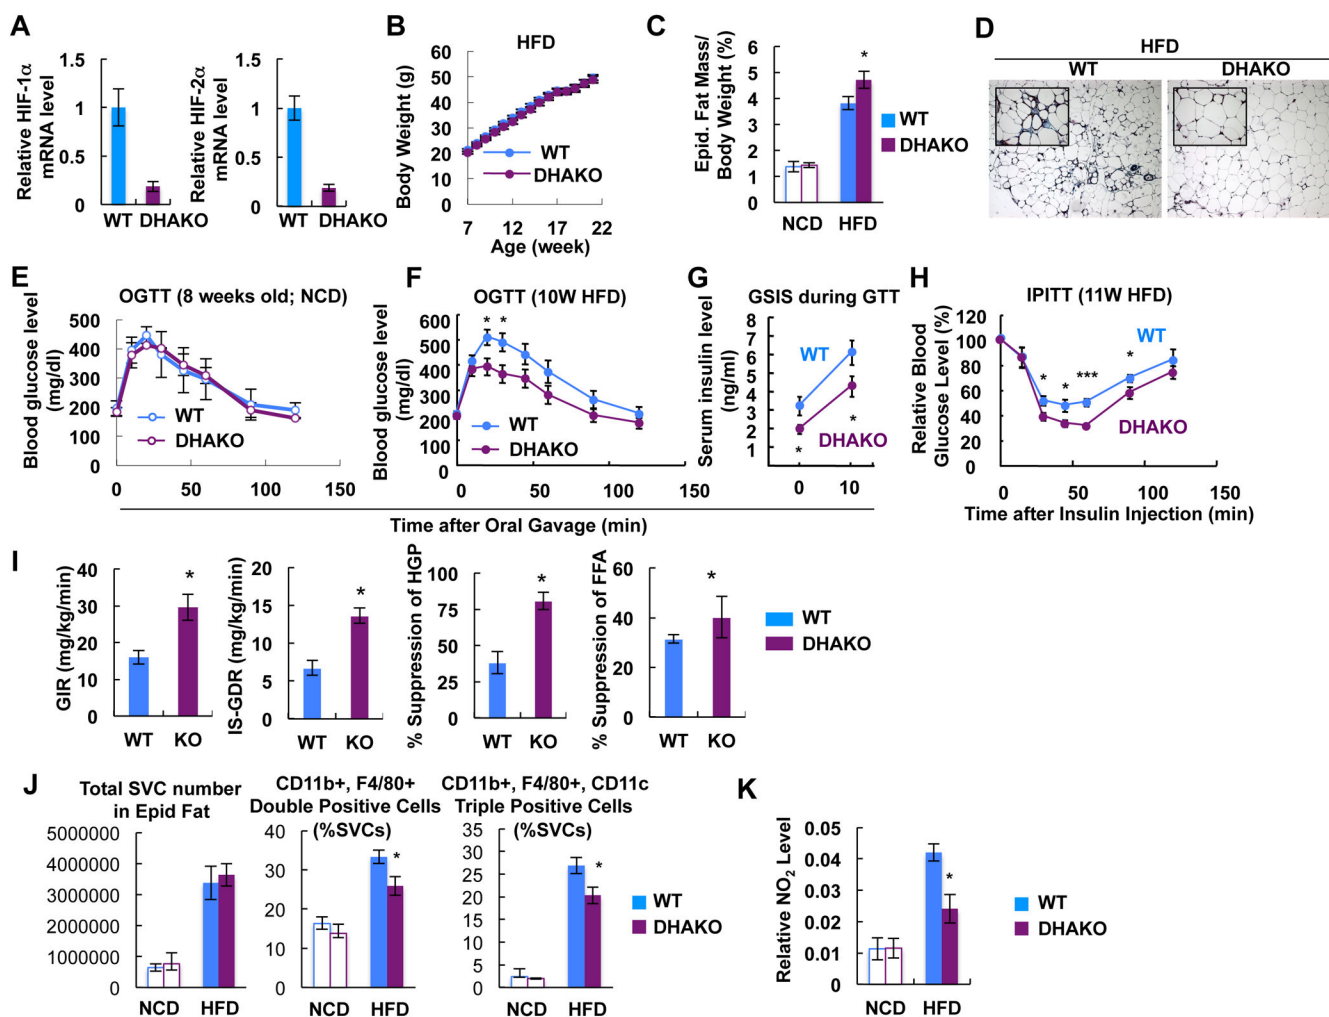 A
Relative HIF-1α
mRNA level
1.5
1
0.5
0
WT DHAKO
Relative HIF-2α
mRNA level
1.5
1
0.5
0
WT DHAKO
B
HFD
Body Weight (g)
60
50
40
30
20
10
0
WT
DHAKO
7 12 17 22
Age (week)
C
Epid. Fat Mass/
Body Weight (%)
6
5
4
3
2
1
0
*
NCD HFD
WT
DHAKO
D
HFD
WT DHAKO
E
OGTT (8 weeks old; NCD)
Blood glucose level
(mg/dl)
500
400
300
200
100
0
WT
DHAKO
0 50 100 150
F
OGTT (10W HFD)
Blood glucose level
(mg/dl)
600
500
400
300
400
200
100
0
* *
WT
DHAKO
0 50 100 150
G
GSIS during GTT
Serum insulin level
(ng/ml)
8
7
6
5
4
3
2
1
WT
DHAKO
*
*
0 10
Time after Oral Gavage (min)
H
IPITT (11W HFD)
Relative Blood
Glucose Level (%)
120
100
80
60
40
20
0
* * *** *
WT
DHAKO
0 50 100 150
Time after Insulin Injection (min)
I
GIR (mg/kg/min)
40
30
20
10
0
*
WT KO
IS-GDR (mg/kg/min)
20
15
10
5
0
*
WT KO
% Suppression of HGP
100
75
50
25
0
*
WT KO
% Suppression of FFA
60
40
20
0
*
WT KO
WT
DHAKO
J
Total SVC number
in Epid Fat
5000000
4000000
3000000
2000000
1000000
0
NCD HFD
CD11b+, F4/80+
Double Positive Cells
(%SVCs)
40
30
20
10
0
*
NCD HFD
CD11b+, F4/80+, CD11c
Triple Positive Cells
(%SVCs)
35
30
25
20
15
10
5
0
*
NCD HFD
WT
DHAKO
K
Relative NO2 Level
0.05
0.04
0.03
0.02
0.01
0
*
NCD HFD
WT
DHAKO